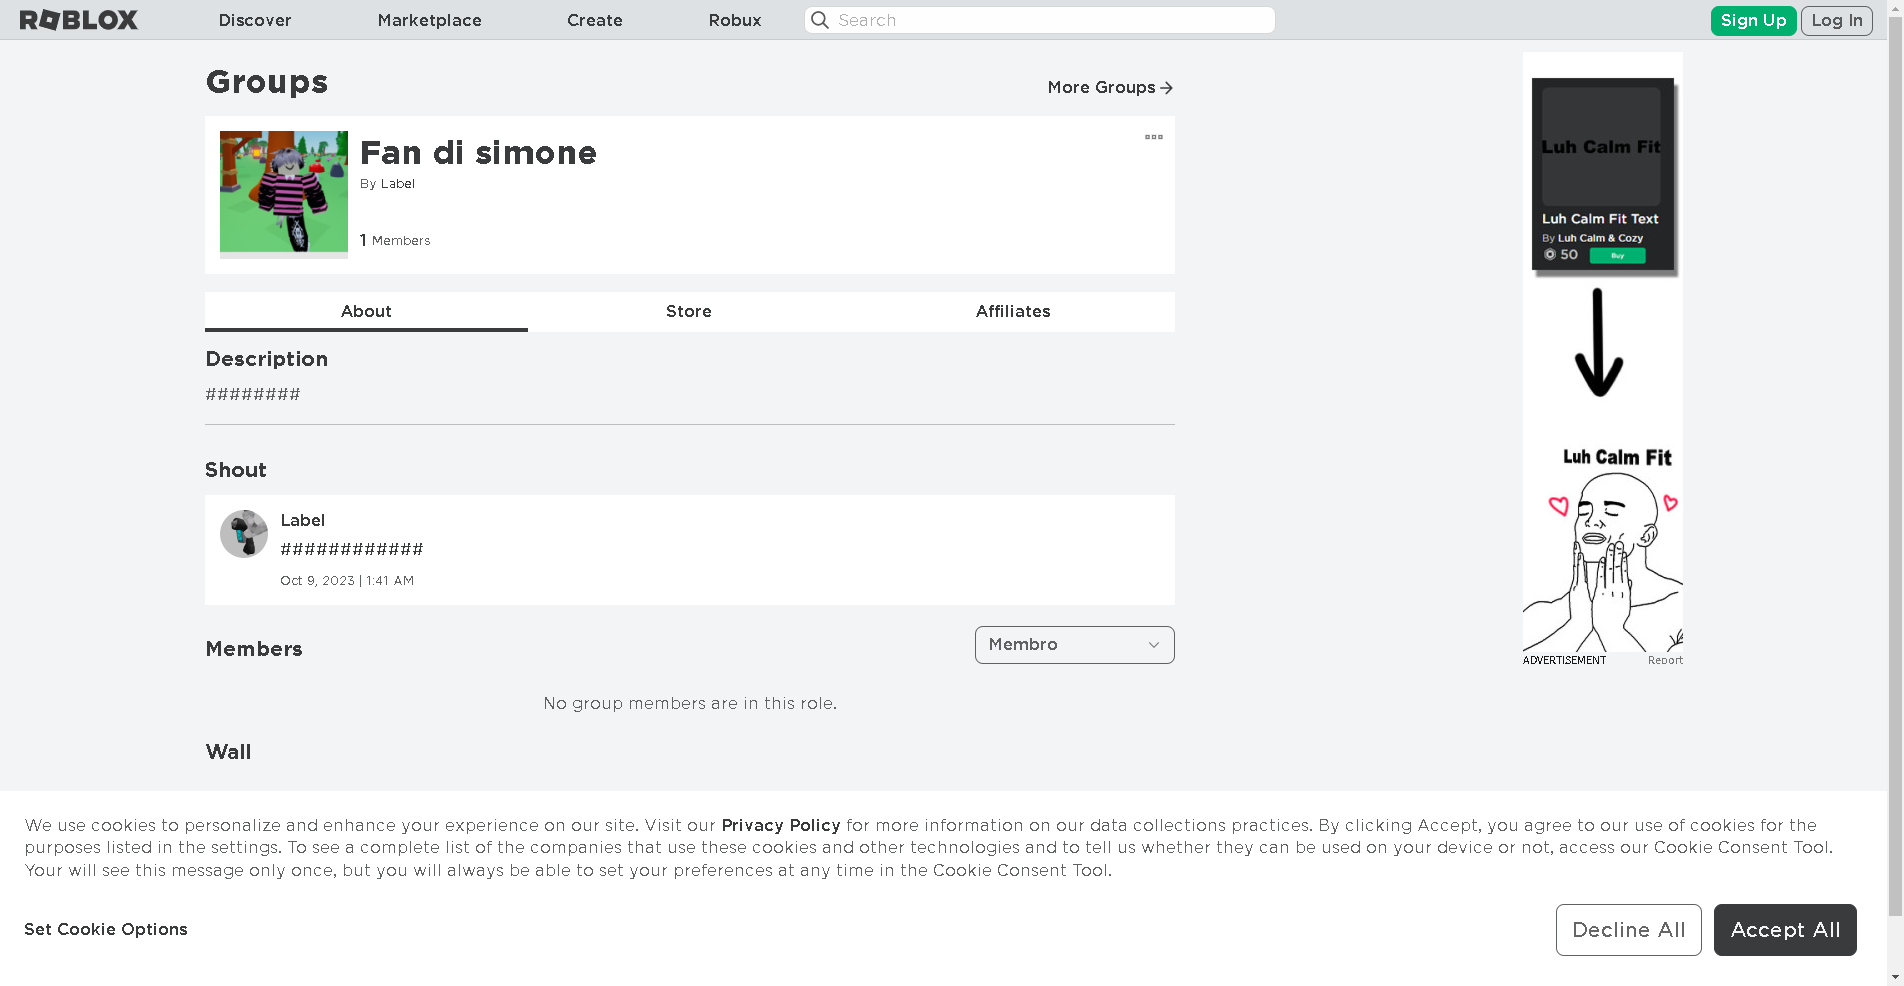 ROBLOX
Discover
Marketplace
Create
Robux
Search
Sign Up
Log In
Groups
More Groups
Fan di simone
By Label
1 Members
About
Store
Affiliates
Description
########
Shout
Label
############
Oct 9, 2023 | 1:41 AM
Members
Membro
No group members are in this role.
Wall
Luh Calm Fit
Luh Calm Fit Text
By Luh Calm & Cozy
50
Buy
Luh Calm Fit
ADVERTISEMENT
Report
We use cookies to personalize and enhance your experience on our site. Visit our Privacy Policy for more information on our data collections practices. By clicking Accept, you agree to our use of cookies for the
purposes listed in the settings. To see a complete list of the companies that use these cookies and other technologies and to tell us whether they can be used on your device or not, access our Cookie Consent Tool.
Your will see this message only once, but you will always be able to set your preferences at any time in the Cookie Consent Tool.
Set Cookie Options
Decline All
Accept All